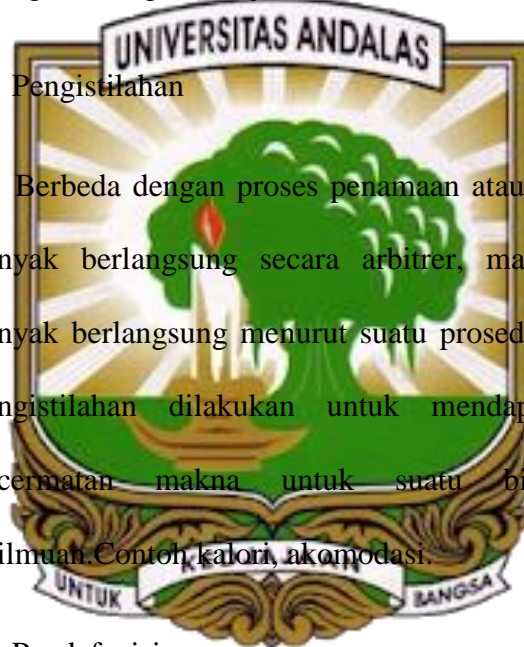 UNIVERSITAS ANDALAS
Pengistilahan
Berbeda dengan proses penamaan atau
nyak berlangsung secara arbitrer, ma
nyak berlangsung menurut suatu prosed
ngistilahan dilakukan untuk mendap
cermatan makna untuk suatu bi
ilmuan.Contoh kalori, akomodasi.
UNTUK BANGSA